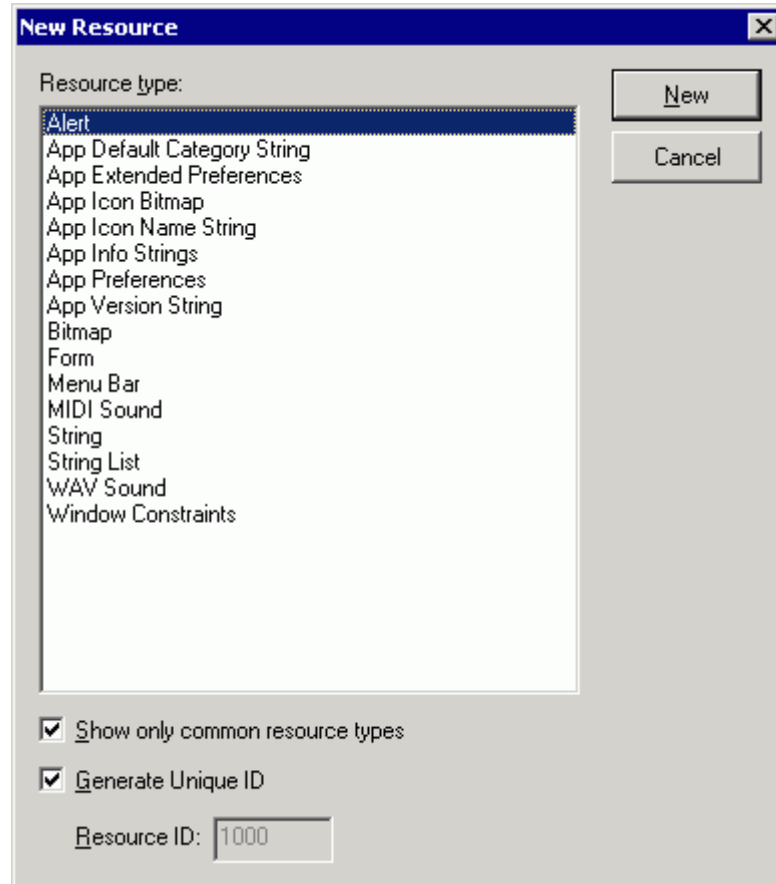 New Resource
Resource type:
New
Cancel
Alert
App Default Category String
App Extended Preferences
App Icon Bitmap
App Icon Name String
App Info Strings
App Preferences
App Version String
Bitmap
Form
Menu Bar
MIDI Sound
String
String List
WAV Sound
Window Constraints
Show only common resource types
Generate Unique ID
Resource ID: 1000